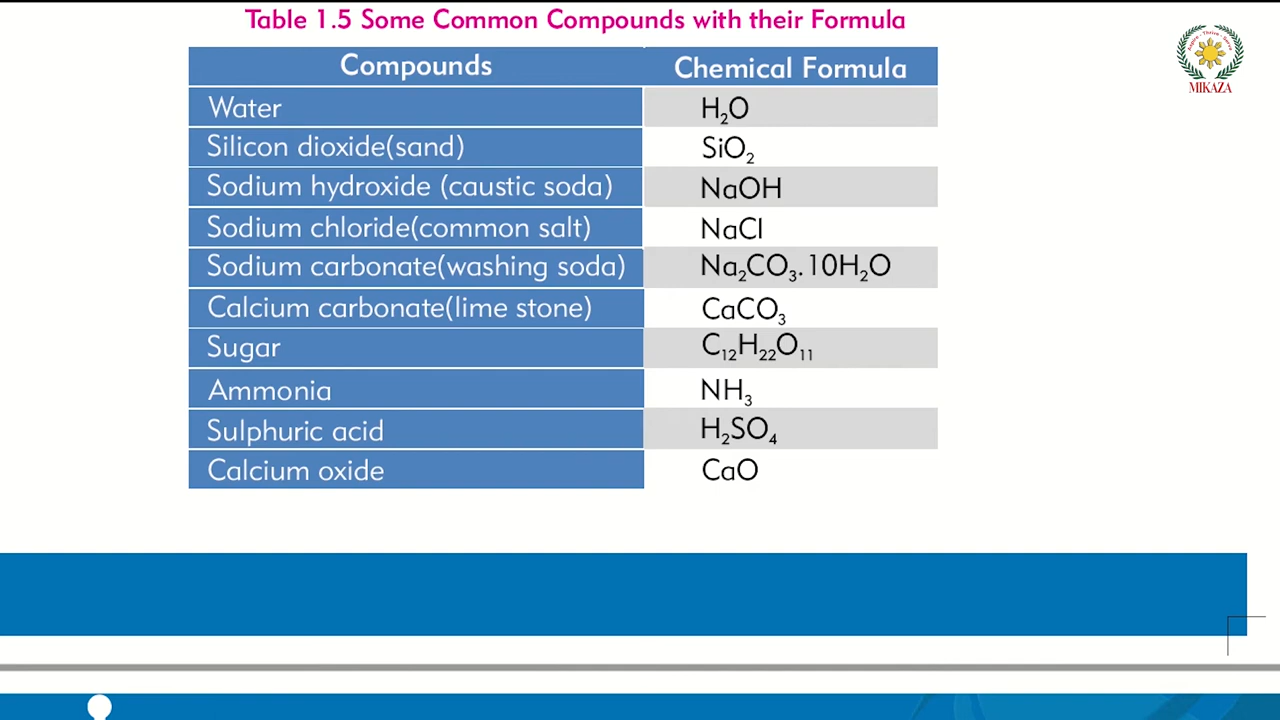 Table 1.5 Some Common Compounds with their Formula
Compounds Chemical Formula
Water H₂O
Silicon dioxide(sand) SiO₂
Sodium hydroxide (caustic soda) NaOH
Sodium chloride(common salt) NaCl
Sodium carbonate(washing soda) Na₂CO₃.10H₂O
Calcium carbonate(lime stone) CaCO₃
Sugar C₁₂H₂₂O₁₁
Ammonia NH₃
Sulphuric acid H₂SO₄
Calcium oxide CaO
MIKAZA